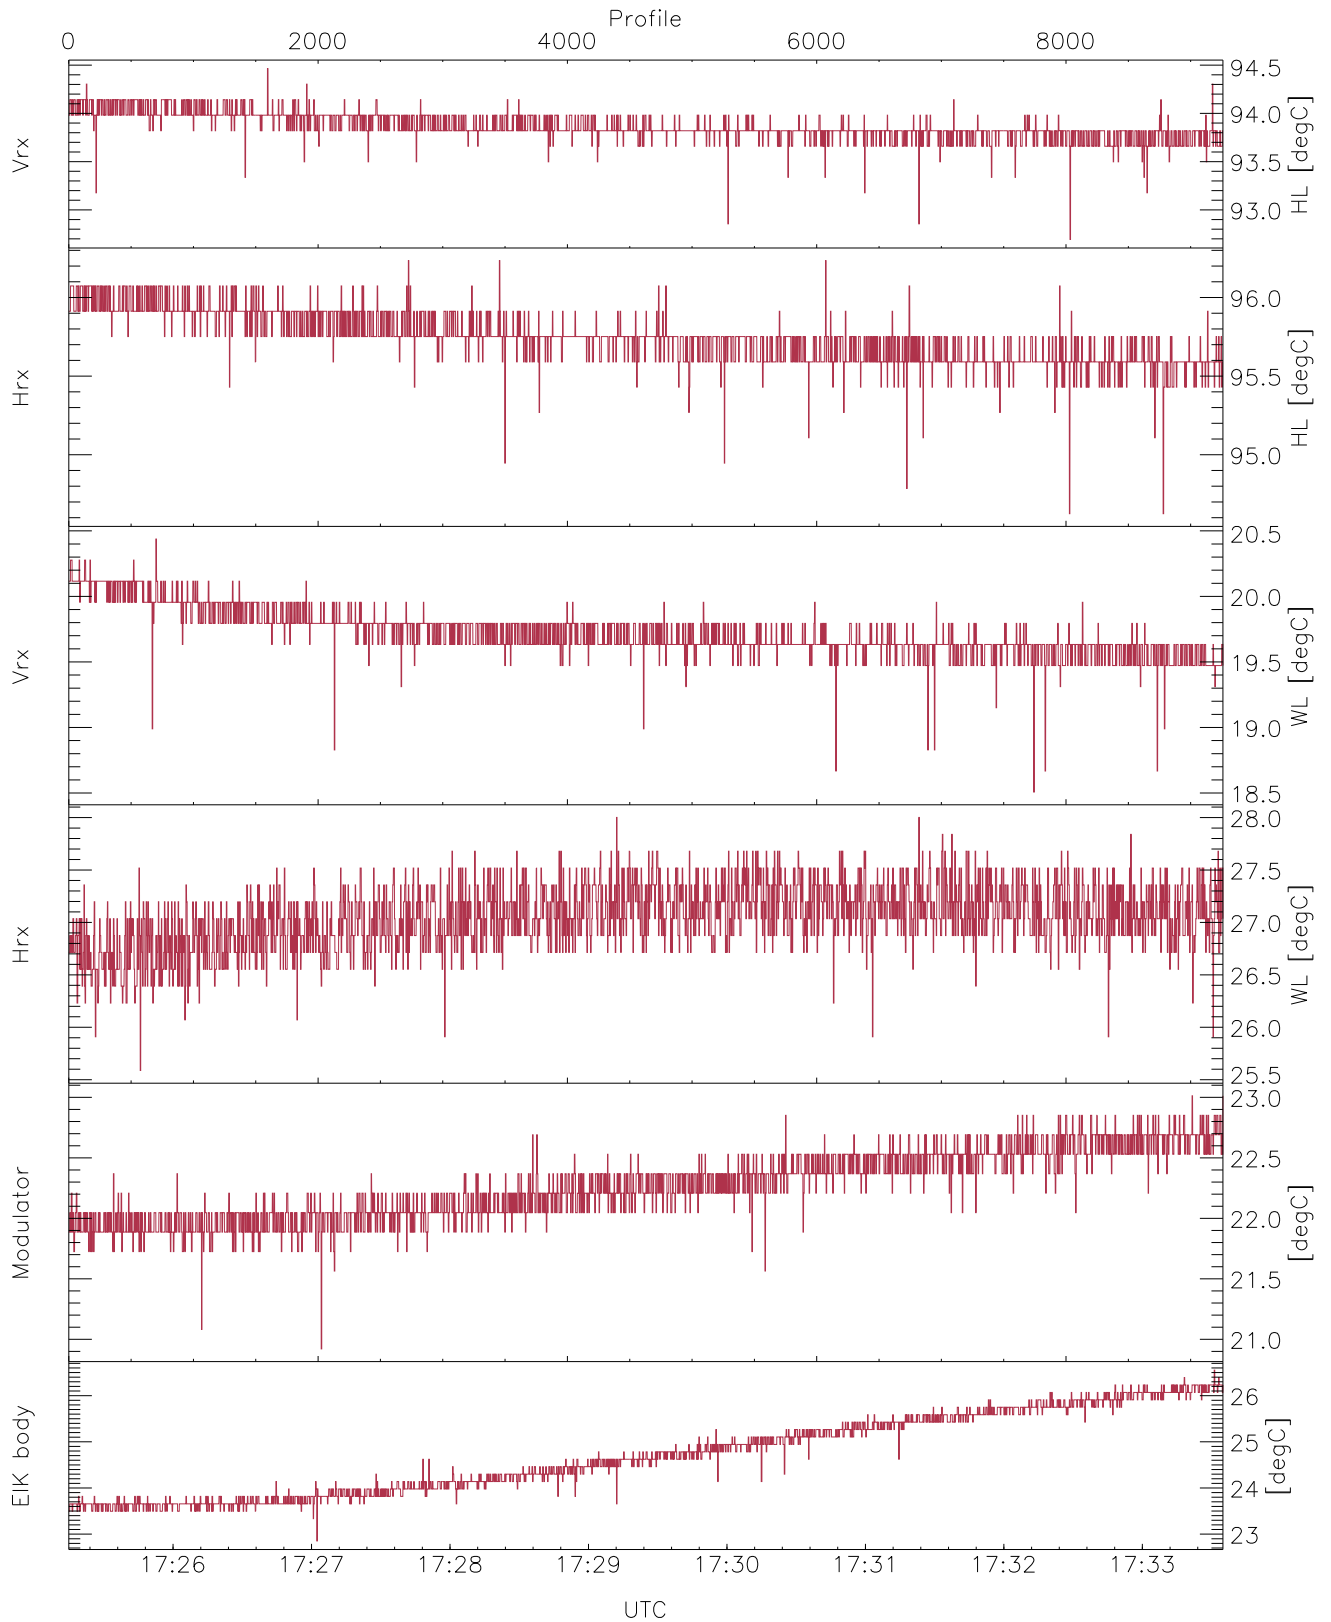 Profile
0 2000 4000 6000 8000
Vrx
94.5
94.0
93.5
93.0
HL [degC]
Hrx
96.0
95.5
95.0
HL [degC]
Vrx
20.5
20.0
19.5
19.0
18.5
WL [degC]
Hrx
28.0
27.5
27.0
26.5
26.0
25.5
WL [degC]
Modulator
23.0
22.5
22.0
21.5
21.0
[degC]
EIK body
26
25
24
23
[degC]
17:26 17:27 17:28 17:29 17:30 17:31 17:32 17:33
UTC